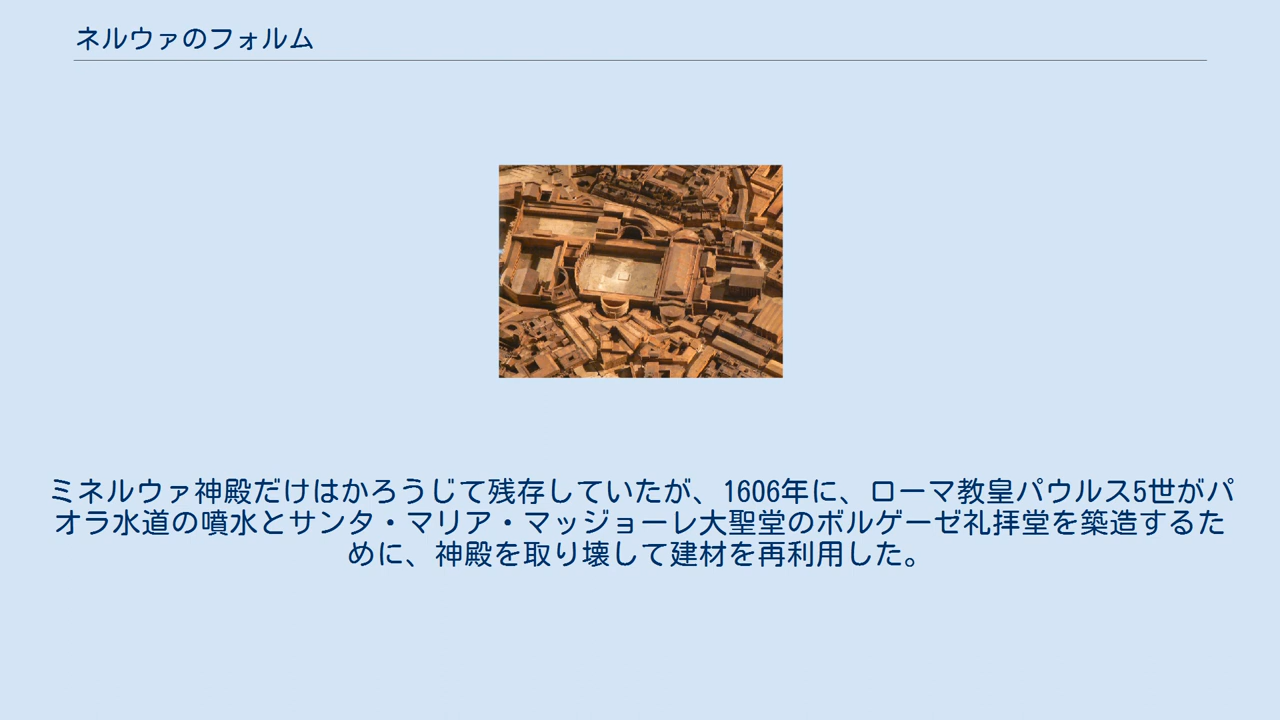 ネルウァのフォルム
ミネルウァ神殿だけはかろうじて残存していたが、1606年に、ローマ教皇パウルス5世がパ
オラ水道の噴水とサンタ・マリア・マッジョーレ大聖堂のボルゲーゼ礼拝堂を築造するた
めに、神殿を取り壊して建材を再利用した。